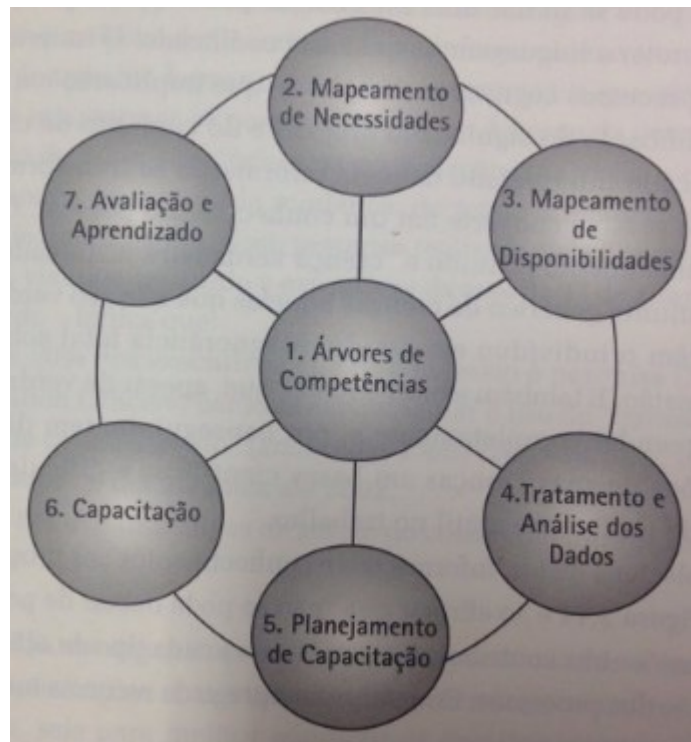 1. Árvores de
Competências
2. Mapeamento
de Necessidades
3. Mapeamento
de
Disponibilidades
4.Tratamento e
Análise dos
Dados
5. Planejamento
de Capacitação
6. Capacitação
7. Avaliação e
Aprendizado